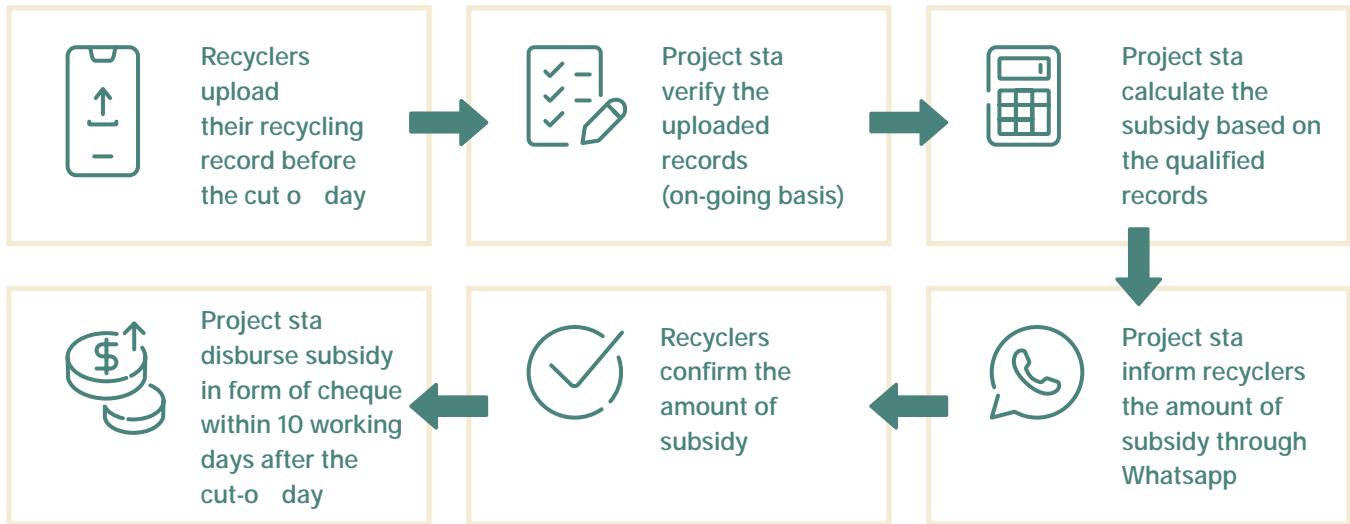 Recyclers
upload
their recycling
record before
the cut o day
Project sta
verify the
uploaded
records
(on-going basis)
Project sta
calculate the
subsidy based on
the qualified
records
Project sta
inform recyclers
the amount of
subsidy through
Whatsapp
Recyclers
confirm the
amount of
subsidy
$
Project sta
disburse subsidy
in form of cheque
within 10 working
days after the
cut-o day